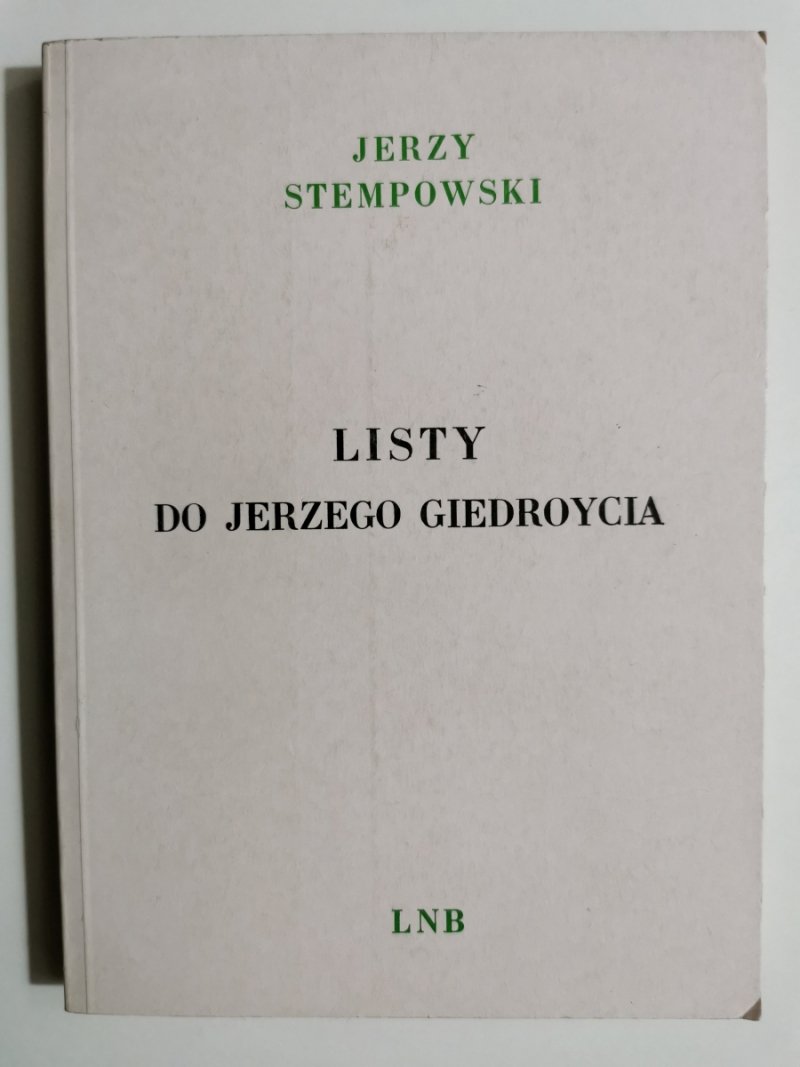 JERZY
STEMPOWSKI
LISTY
DO JERZEGO GIEDROYCIA
LNB